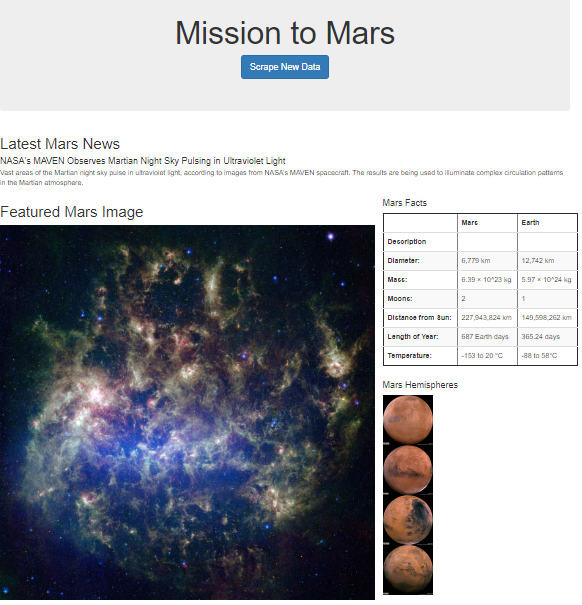 Mission to Mars
Scrape New Data
Latest Mars News
NASA's MAVEN Observes Martian Night Sky Pulsing in Ultraviolet Light
Vast areas of the Martian night sky pulse in ultraviolet light, according to images from NASA's MAVEN spacecraft. The results are being used to illuminate complex circulation patterns
in the Martian atmosphere.
Featured Mars Image
Mars Facts
Mars Earth
Description
Diameter: 6,779 km 12,742 km
Mass: 6.39 × 10^23 kg 5.97 × 10^24 kg
Moons: 2 1
Distance from Sun: 227,943,824 km 149,598,262 km
Length of Year: 687 Earth days 365.24 days
Temperature: -153 to 20 °C -88 to 58°C
Mars Hemispheres